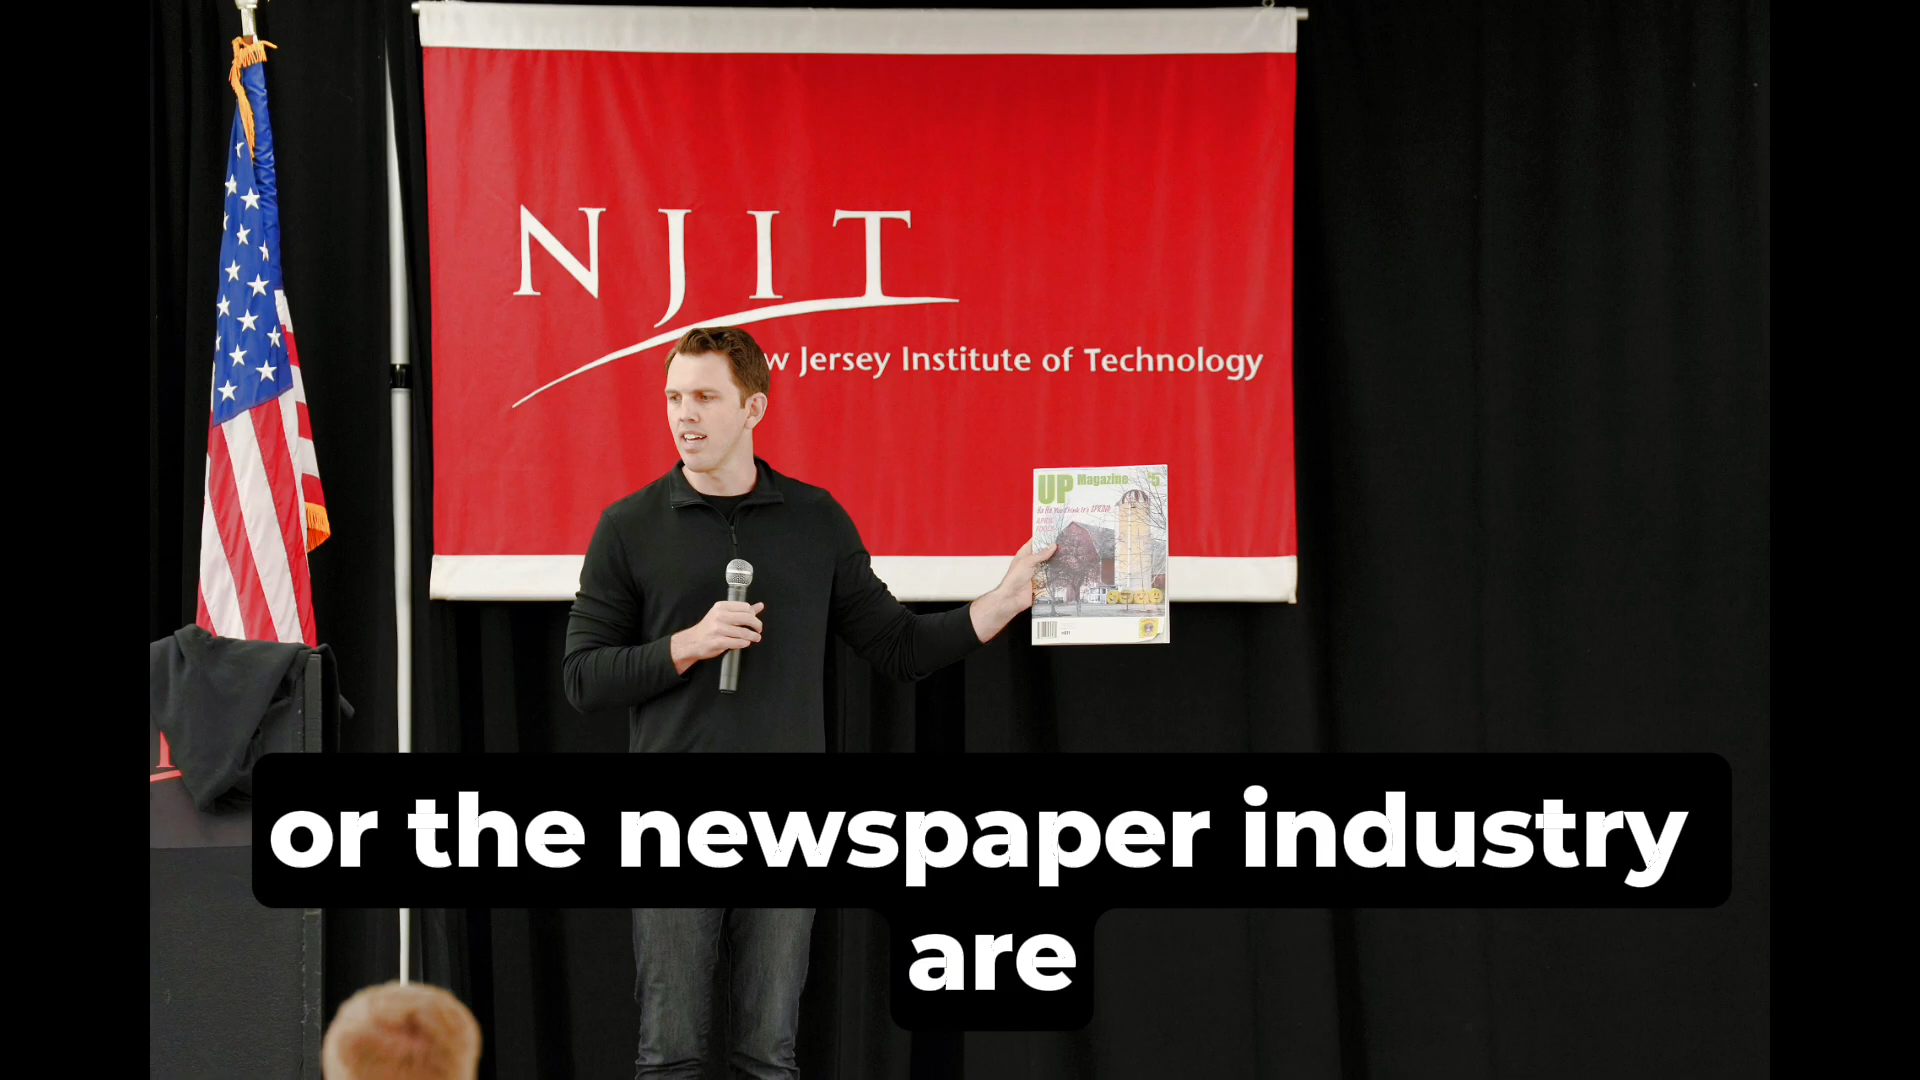 NJIT
w Jersey Institute of Technology
UP Magazine
or the newspaper industry
are